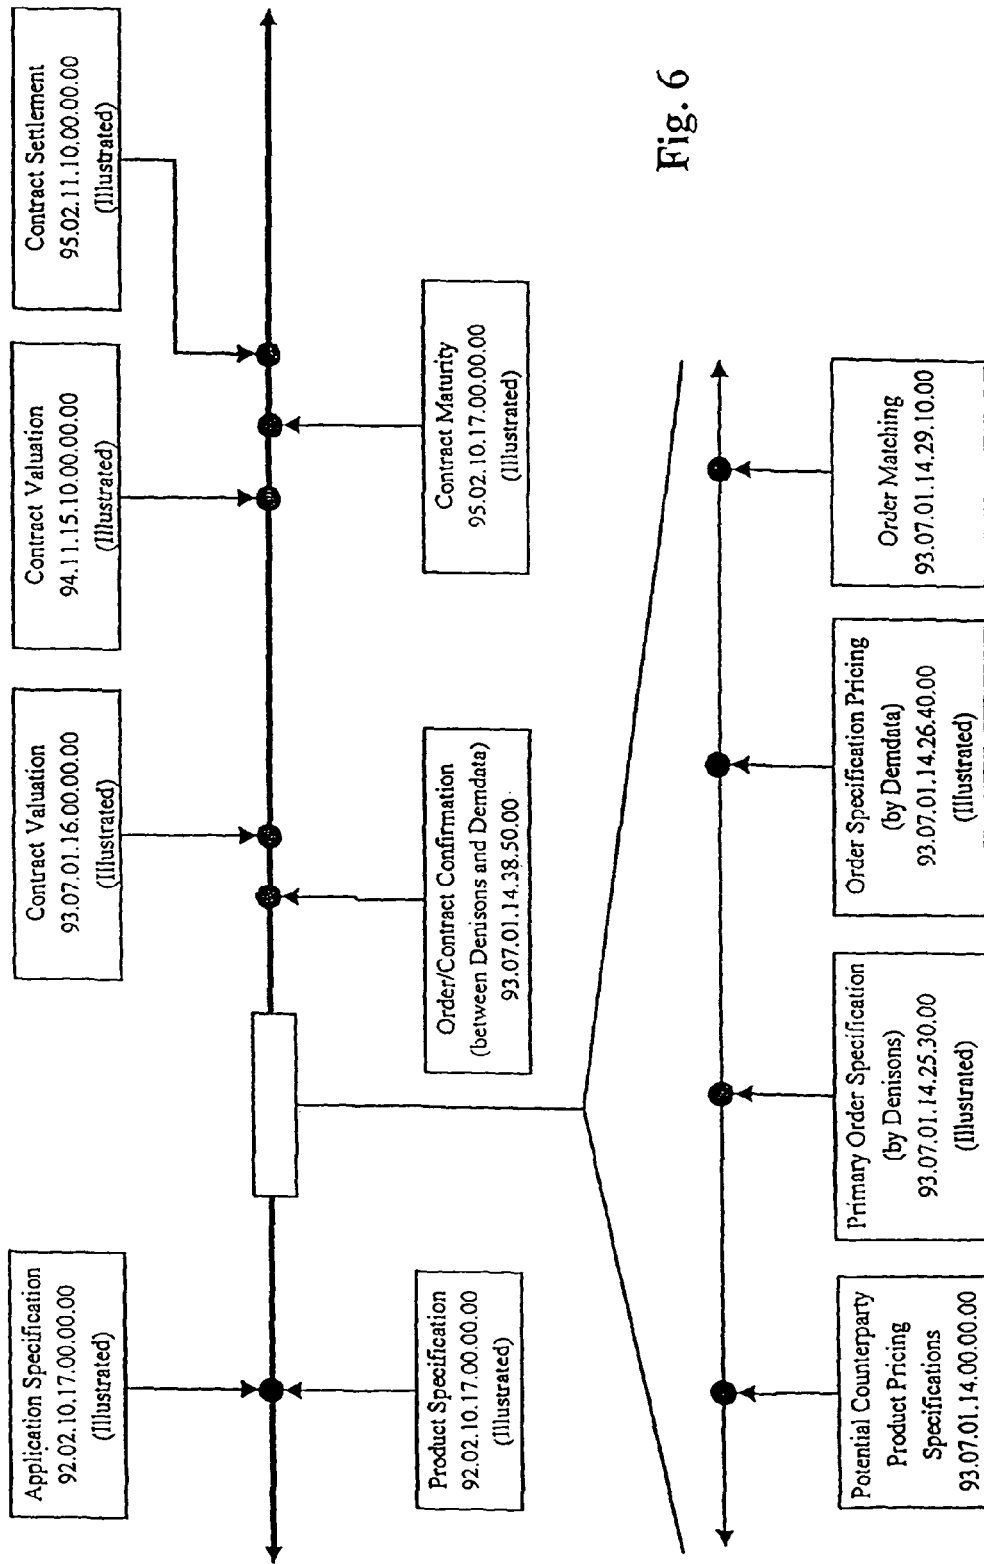 Application Specification
92.02.10.17.00.00.00
(Illustrated)
Contract Valuation
93.07.01.16.00.00.00
(Illustrated)
Contract Valuation
94.11.15.10.00.00.00
(Illustrated)
Contract Settlement
95.02.11.10.00.00.00
(Illustrated)
Product Specification
92.02.10.17.00.00.00
(Illustrated)
Order/Contract Confirmation
(between Denisons and Demdata)
93.07.01.14.38.50.00
Contract Maturity
95.02.10.17.00.00.00
(Illustrated)
Fig. 6
Potential Counterparty
Product Pricing
Specifications
93.07.01.14.00.00.00
Primary Order Specification
(by Denisons)
93.07.01.14.25.30.00
(Illustrated)
Order Specification Pricing
(by Demdata)
93.07.01.14.26.40.00
(Illustrated)
Order Matching
93.07.01.14.29.10.00